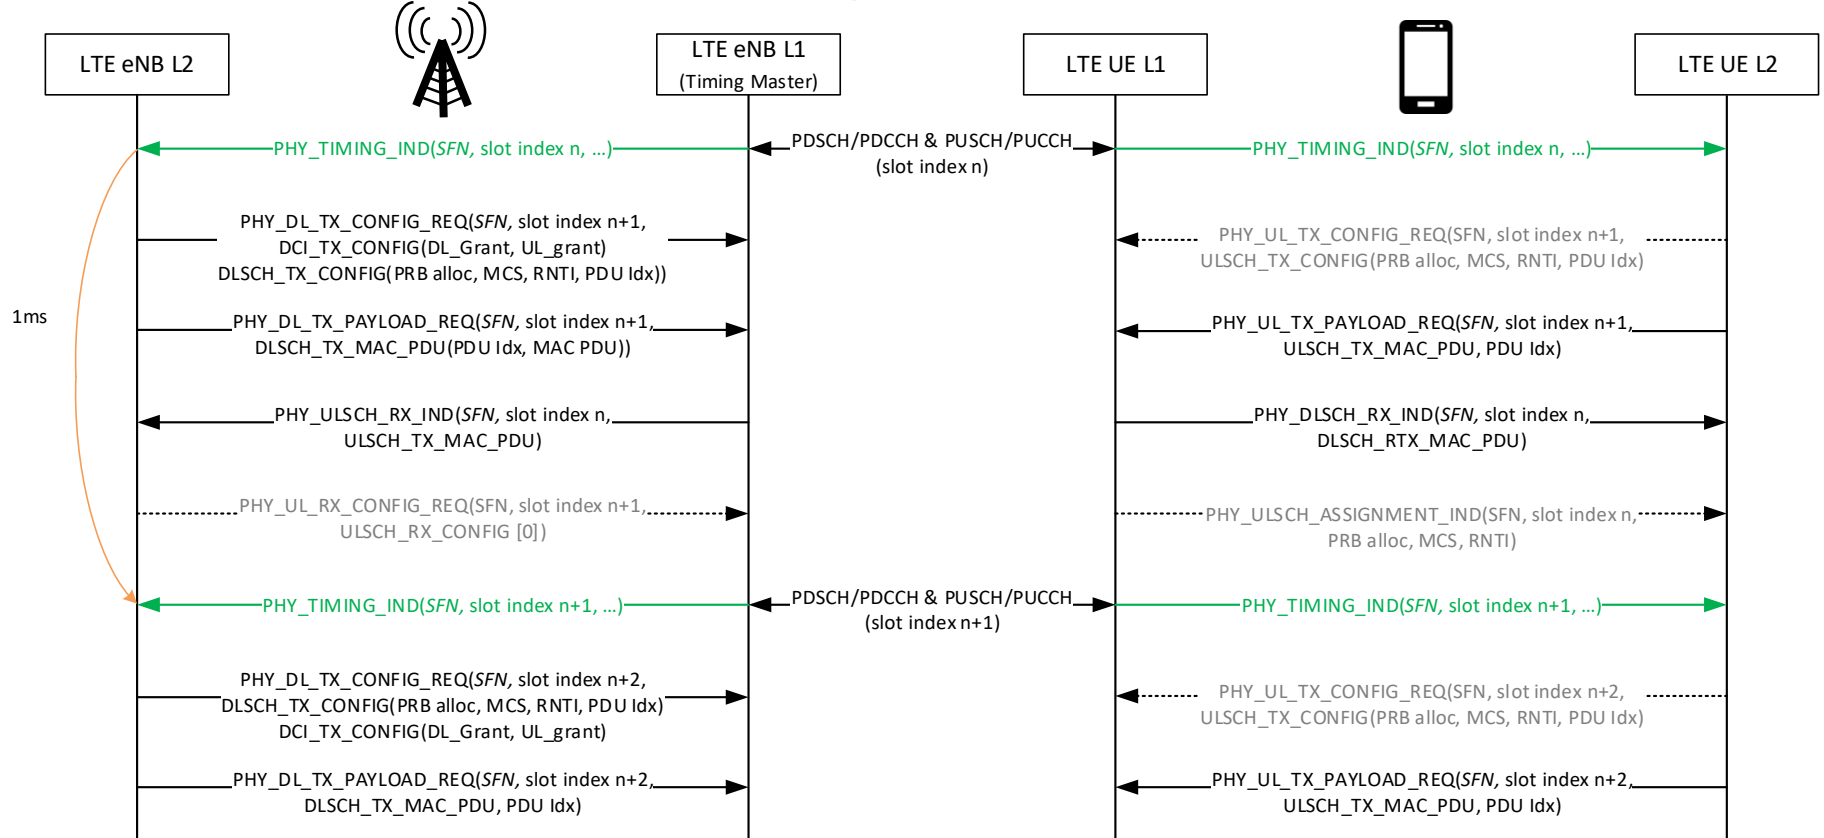 LTE eNB L2
LTE eNB L1
(Timing Master)
LTE UE L1
LTE UE L2
PHY_TIMING_IND(SFN, slot index n, ...)
PDSCH/PDCCH & PUSCH/PUCCH
(slot index n)
PHY_TIMING_IND(SFN, slot index n, ...)
PHY_DL_TX_CONFIG_REQ(SFN, slot index n+1,
DCI_TX_CONFIG(DL_Grant, UL_grant)
DLSCH_TX_CONFIG(PRB alloc, MCS, RNTI, PDU Idx))
PHY_UL_TX_CONFIG_REQ(SFN, slot index n+1,
ULSCH_TX_CONFIG(PRB alloc, MCS, RNTI, PDU Idx)
1ms
PHY_DL_TX_PAYLOAD_REQ(SFN, slot index n+1,
DLSCH_TX_MAC_PDU(PDU Idx, MAC PDU))
PHY_UL_TX_PAYLOAD_REQ(SFN, slot index n+1,
ULSCH_TX_MAC_PDU, PDU Idx)
PHY_ULSCH_RX_IND(SFN, slot index n,
ULSCH_TX_MAC_PDU)
PHY_DLSCH_RX_IND(SFN, slot index n,
DLSCH_RTX_MAC_PDU)
PHY_UL_RX_CONFIG_REQ(SFN, slot index n+1,
ULSCH_RX_CONFIG [0])
PHY_ULSCH_ASSIGNMENT_IND(SFN, slot index n,
PRB alloc, MCS, RNTI)
PHY_TIMING_IND(SFN, slot index n+1, ...)
PDSCH/PDCCH & PUSCH/PUCCH
(slot index n+1)
PHY_TIMING_IND(SFN, slot index n+1, ...)
PHY_DL_TX_CONFIG_REQ(SFN, slot index n+2,
DLSCH_TX_CONFIG(PRB alloc, MCS, RNTI, PDU Idx)
DCI_TX_CONFIG(DL_Grant, UL_grant)
PHY_UL_TX_CONFIG_REQ(SFN, slot index n+2,
ULSCH_TX_CONFIG(PRB alloc, MCS, RNTI, PDU Idx)
PHY_DL_TX_PAYLOAD_REQ(SFN, slot index n+2,
DLSCH_TX_MAC_PDU, PDU Idx)
PHY_UL_TX_PAYLOAD_REQ(SFN, slot index n+2,
ULSCH_TX_MAC_PDU, PDU Idx)